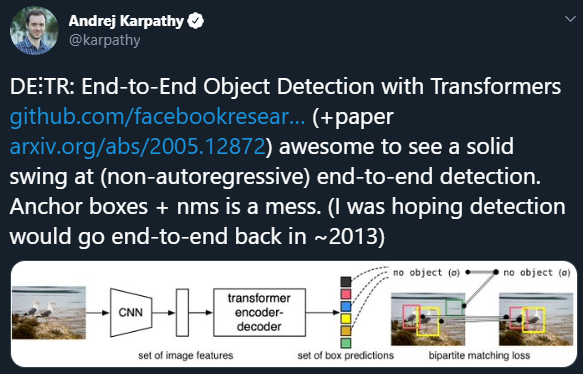 Andrej Karpathy
@karpathy
DE⫶TR: End-to-End Object Detection with Transformers
github.com/facebookresear... (+paper
arxiv.org/abs/2005.12872) awesome to see a solid
swing at (non-autoregressive) end-to-end detection.
Anchor boxes + nms is a mess. (I was hoping detection
would go end-to-end back in ~2013)
no object (ø) no object (ø)
CNN
transformer
encoder-
decoder
set of image features set of box predictions bipartite matching loss